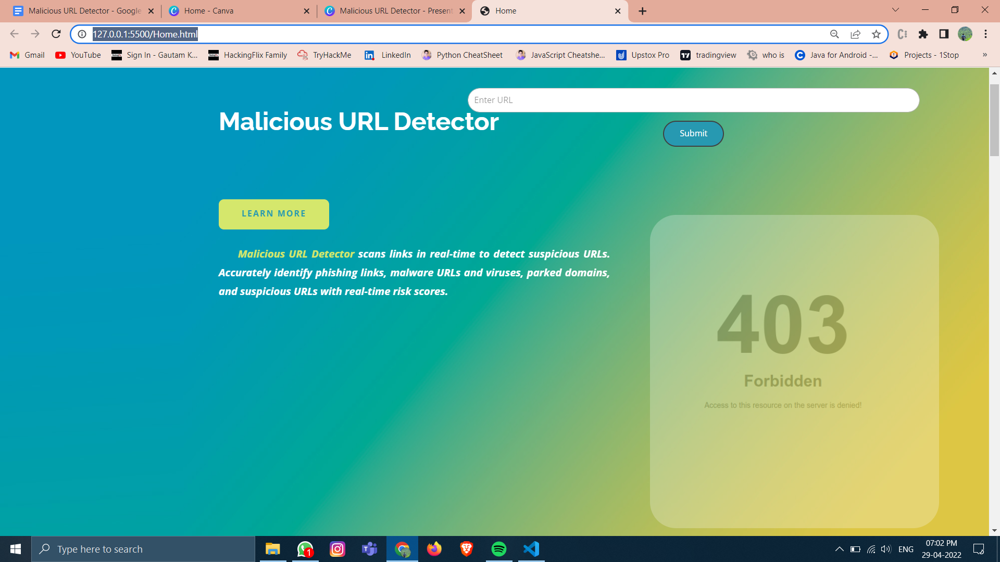 Malicious URL Detector - Google
Home - Canva
Malicious URL Detector - Present
Home
127.0.0.1:5500/Home.html
Gmail
YouTube
Sign In - Gautam K...
HackingFlix Family
TryHackMe
LinkedIn
Python CheatSheet
JavaScript Cheatshe...
Upstox Pro
tradingview
who is
Java for Android -...
Projects - 1Stop
»
Enter URL
Malicious URL Detector
Submit
LEARN MORE
Malicious URL Detector scans links in real-time to detect suspicious URLs.
Accurately identify phishing links, malware URLs and viruses, parked domains,
and suspicious URLs with real-time risk scores.
403
Forbidden
Access to this resource on the server is denied!
Type here to search
1
ENG
07:02 PM
29-04-2022